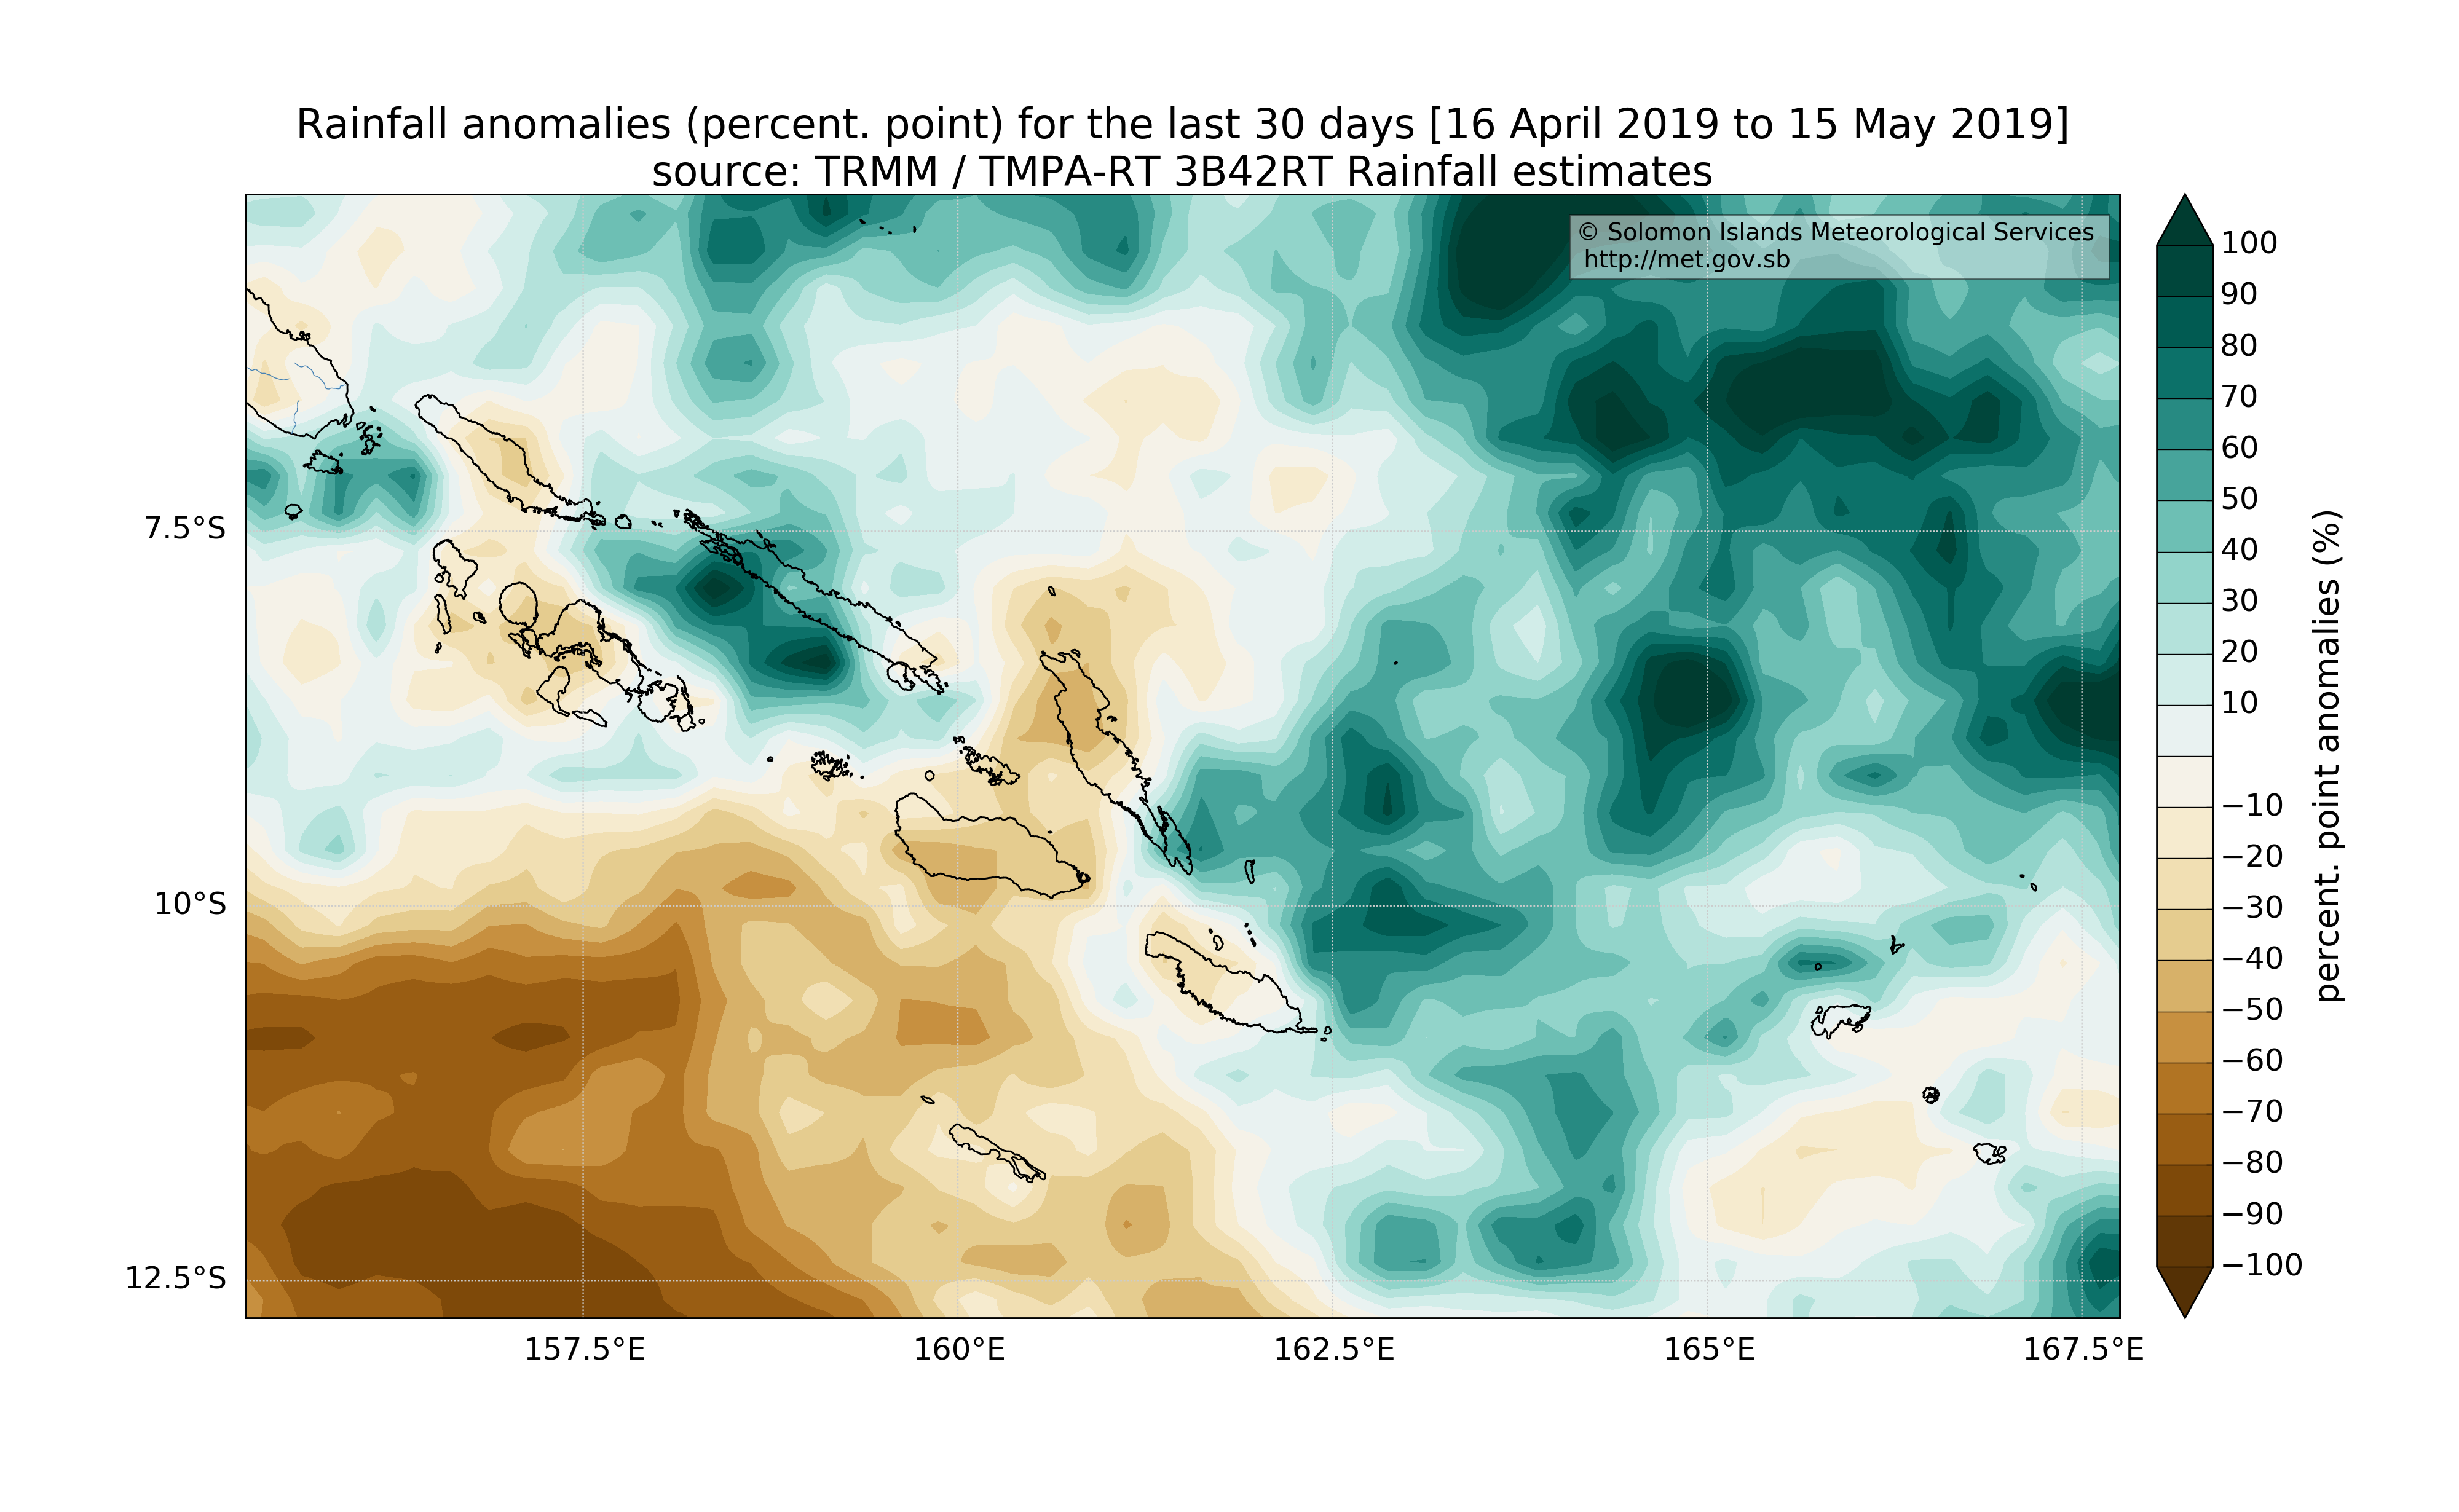 Rainfall anomalies (percent. point) for the last 30 days [16 April 2019 to 15 May 2019]
source: TRMM / TMPA-RT 3B42RT Rainfall estimates
© Solomon Islands Meteorological Services
http://met.gov.sb
7.5°S
10°S
12.5°S
157.5°E
160°E
162.5°E
165°E
167.5°E
100
90
80
70
60
50
40
30
20
10
−10
−20
−30
−40
−50
−60
−70
−80
−90
−100
percent. point anomalies (%)